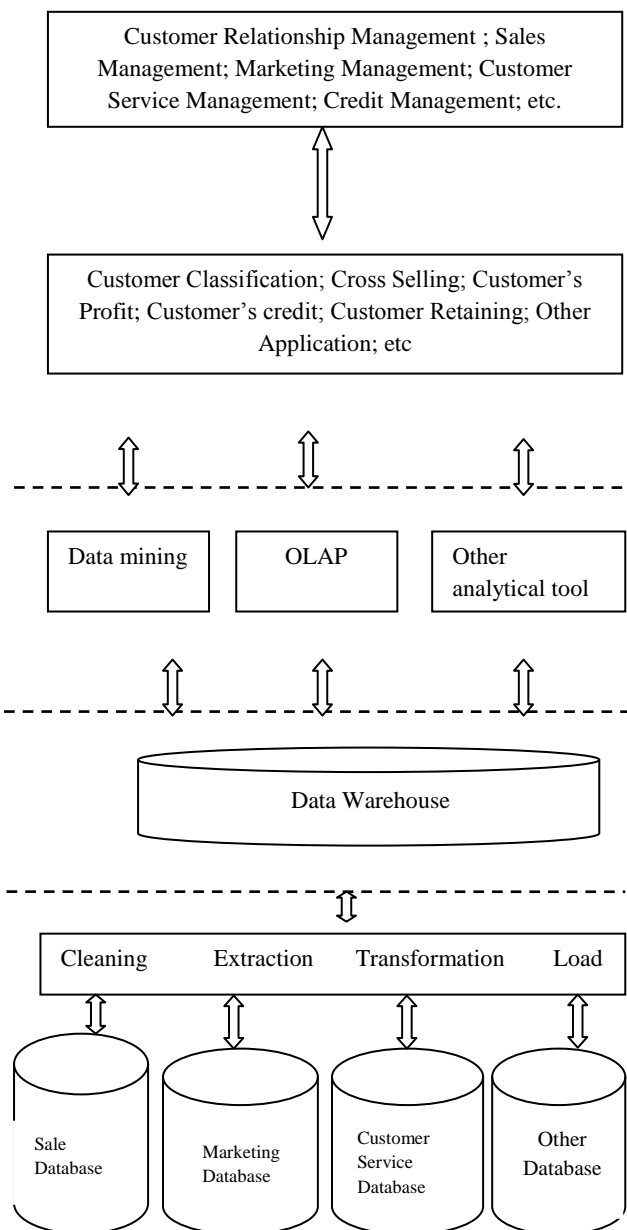 Customer Relationship Management ; Sales
Management; Marketing Management; Customer
Service Management; Credit Management; etc.
Customer Classification; Cross Selling; Customer’s
Profit; Customer’s credit; Customer Retaining; Other
Application; etc
Data mining
OLAP
Other
analytical tool
Data Warehouse
Cleaning Extraction Transformation Load
Sale
Database
Marketing
Database
Customer
Service
Database
Other
Database